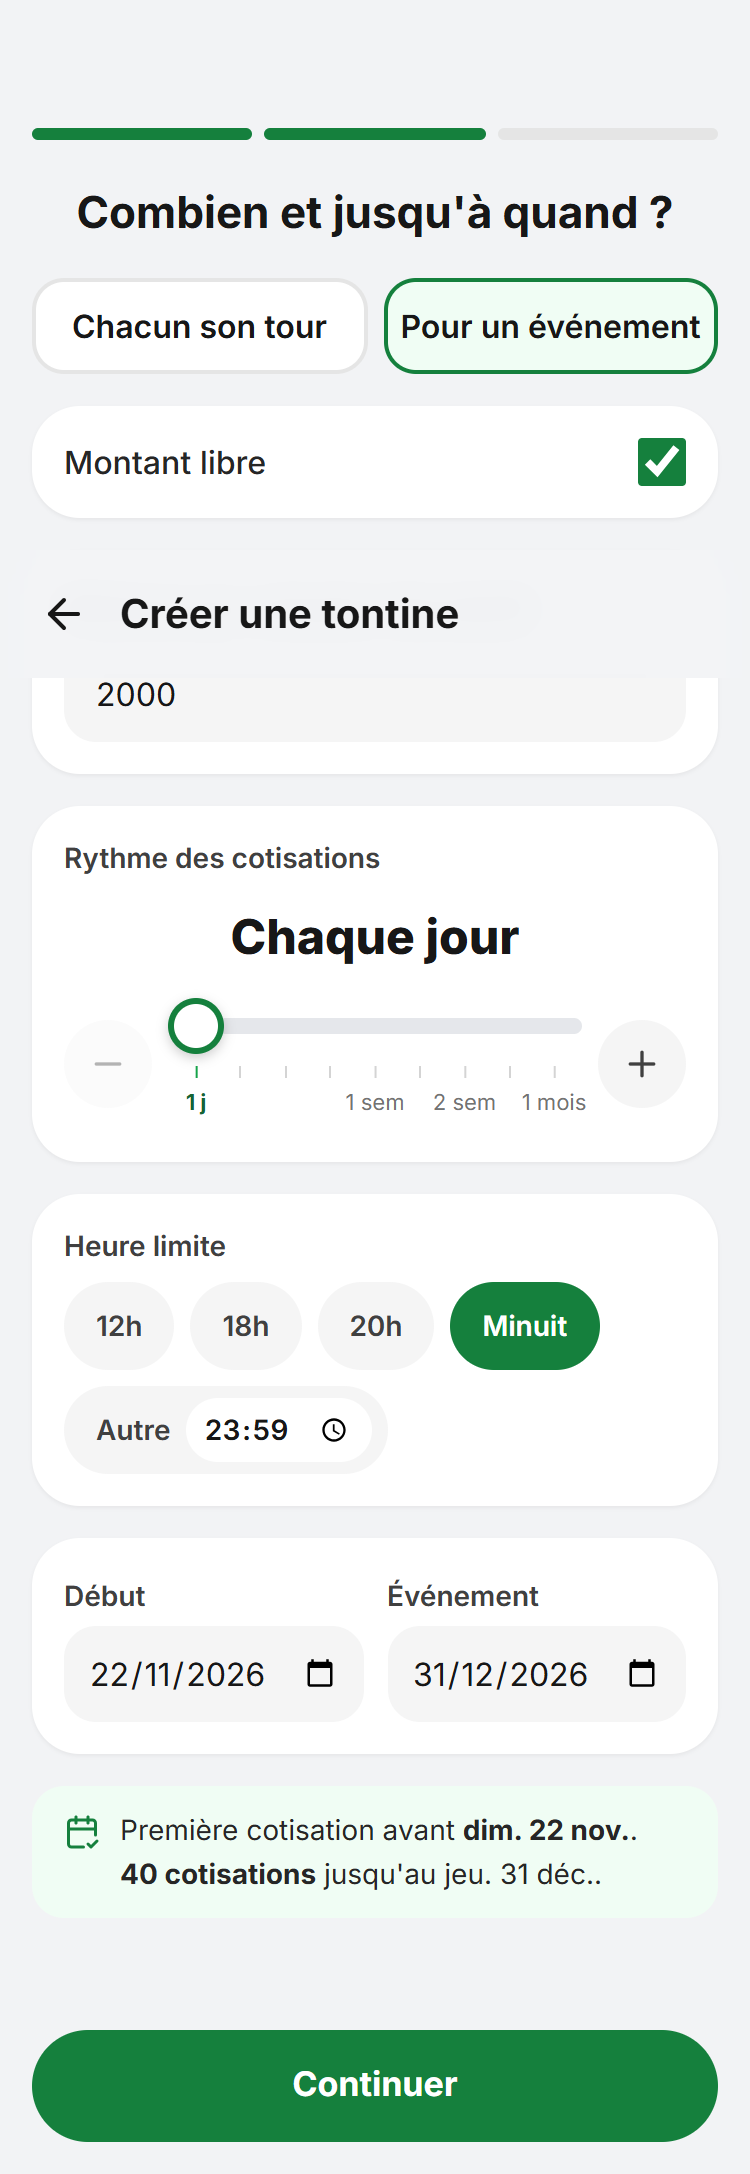 Combien et jusqu'à quand ?
Chacun son tour
Pour un événement
Montant libre
Créer une tontine
2000
Rythme des cotisations
Chaque jour
1 j
1 sem
2 sem
1 mois
Heure limite
12h
18h
20h
Minuit
Autre
23:59
Début
Événement
22/11/2026
31/12/2026
Première cotisation avant dim. 22 nov..
40 cotisations jusqu'au jeu. 31 déc..
Continuer